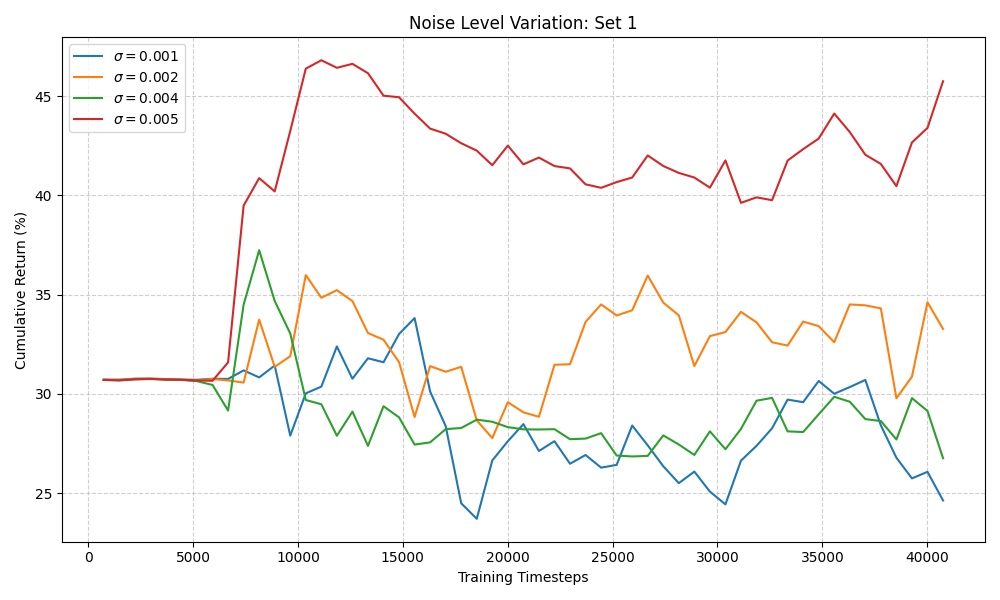 Noise Level Variation: Set 1
σ = 0.001
σ = 0.002
σ = 0.004
σ = 0.005
Cumulative Return (%)
45
40
35
30
25
0 5000 10000 15000 20000 25000 30000 35000 40000
Training Timesteps